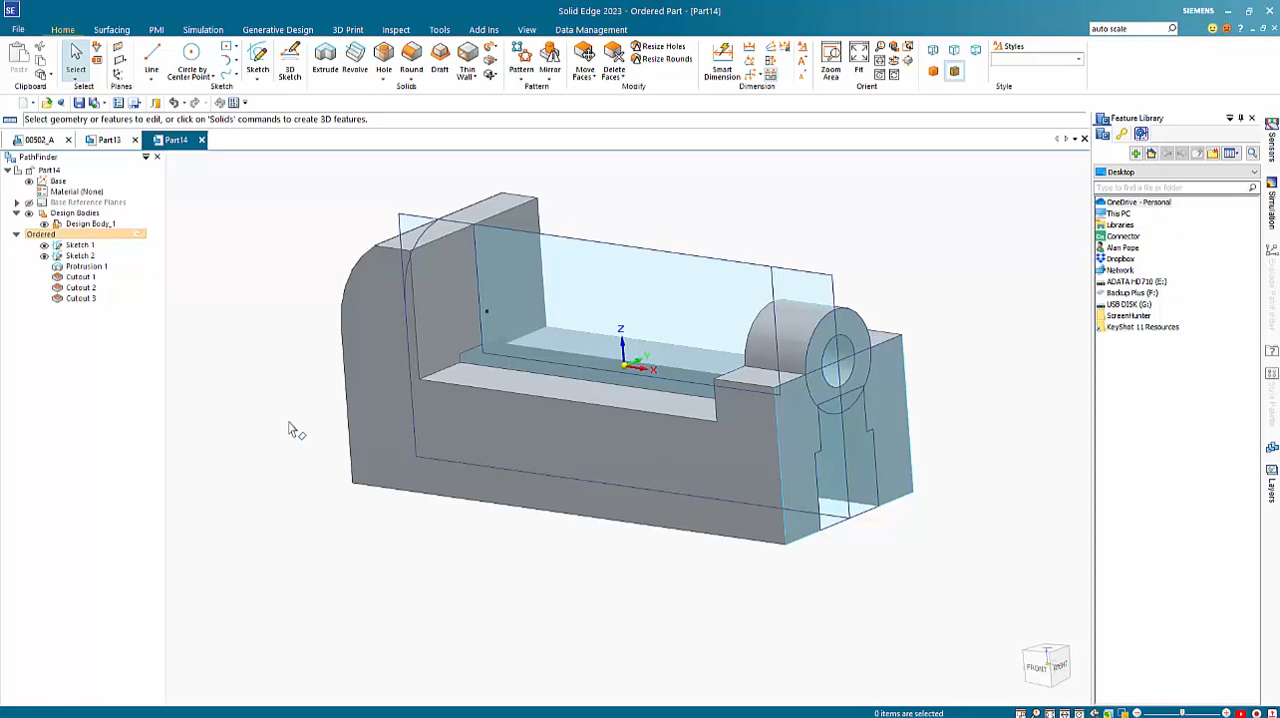 SE
Solid Edge 2023 - Ordered Part - [Part14]
SIEMENS
File Home Surfacing PMI Simulation Generative Design 3D Print Inspect Tools Add Ins View Data Management
auto scale
Paste
Select
Line
Circle by Center Point
Sketch
3D Sketch
Extrude
Revolve
Hole
Round
Draft
Thin Wall
Pattern
Mirror
Move Faces
Delete Faces
Resize Holes
Resize Rounds
Smart Dimension
Zoom Area
Fit
Styles
Clipboard
Select
Planes
Sketch
Solids
Pattern
Modify
Dimension
Orient
Style
Select geometry or features to edit, or click on 'Solids' commands to create 3D features.
00502_A
Part13
Part14
PathFinder
Part14
Base
Material (None)
Base Reference Planes
Design Bodies
Design Body_1
Ordered
Sketch 1
Sketch 2
Protrusion 1
Cutout 1
Cutout 2
Cutout 3
Z
Y
X
FRONT
RIGHT
Feature Library
Desktop
Type to find a file or folder
OneDrive - Personal
This PC
Libraries
Connector
Alan Pope
Dropbox
Network
ADATA HD710 (E:)
Backup Plus (F:)
USB DISK (G:)
ScreenHunter
KeyShot 11 Resources
Sensors
Simulation
Style Palette
Layers
0 items are selected